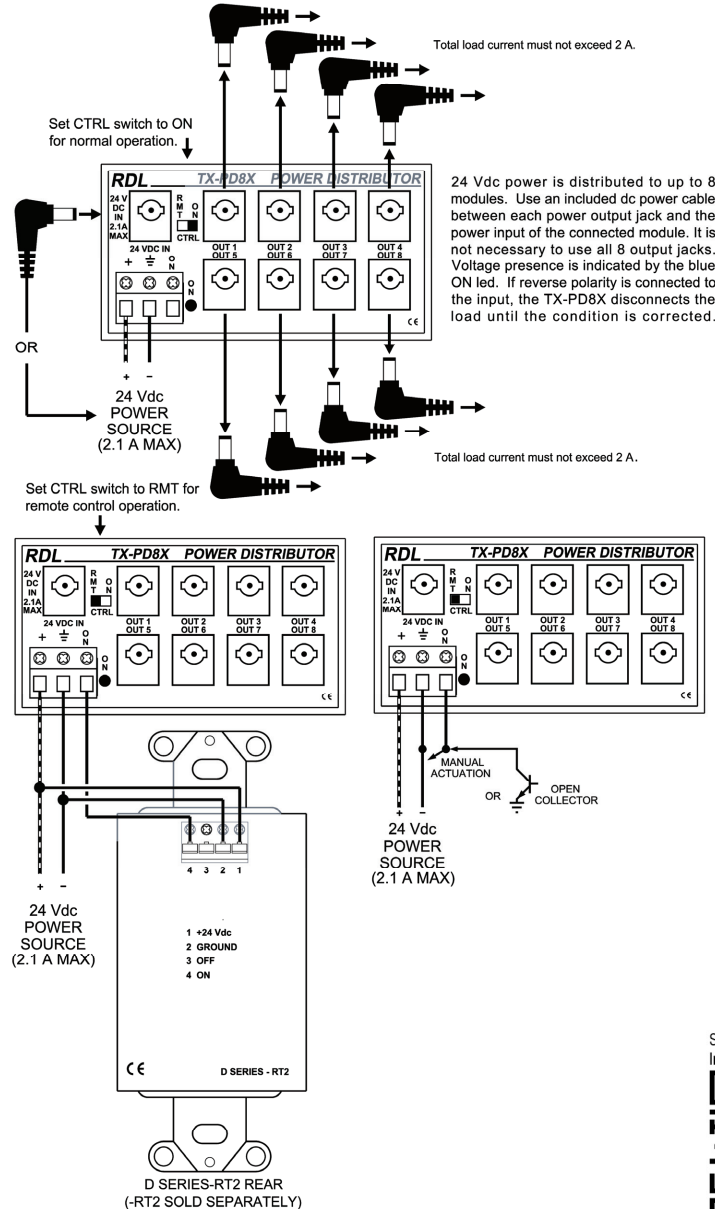 Total load current must not exceed 2 A.
Set CTRL switch to ON
for normal operation.
RDL TX-PD8X POWER DISTRIBUTOR
24 V
DC
IN
2.1A
MAX
RMT ON
CTRL
24 VDC IN
+ ON
ON
OUT 1 OUT 2 OUT 3 OUT 4
OUT 5 OUT 6 OUT 7 OUT 8
CE
24 Vdc power is distributed to up to 8
modules. Use an included dc power cable
between each power output jack and the
power input of the connected module. It is
not necessary to use all 8 output jacks.
Voltage presence is indicated by the blue
ON led. If reverse polarity is connected to
the input, the TX-PD8X disconnects the
load until the condition is corrected.
OR
+ −
24 Vdc
POWER
SOURCE
(2.1 A MAX)
Total load current must not exceed 2 A.
Set CTRL switch to RMT for
remote control operation.
RDL TX-PD8X POWER DISTRIBUTOR
24 V
DC
IN
2.1A
MAX
RMT ON
CTRL
24 VDC IN
+ ON
ON
OUT 1 OUT 2 OUT 3 OUT 4
OUT 5 OUT 6 OUT 7 OUT 8
CE
+ −
24 Vdc
POWER
SOURCE
(2.1 A MAX)
4 3 2 1
1 +24 Vdc
2 GROUND
3 OFF
4 ON
CE D SERIES - RT2
D SERIES-RT2 REAR
(-RT2 SOLD SEPARATELY)
RDL TX-PD8X POWER DISTRIBUTOR
24 V
DC
IN
2.1A
MAX
RMT ON
CTRL
24 VDC IN
+ ON
ON
OUT 1 OUT 2 OUT 3 OUT 4
OUT 5 OUT 6 OUT 7 OUT 8
CE
MANUAL
ACTUATION
OR
OPEN
COLLECTOR
+ −
24 Vdc
POWER
SOURCE
(2.1 A MAX)